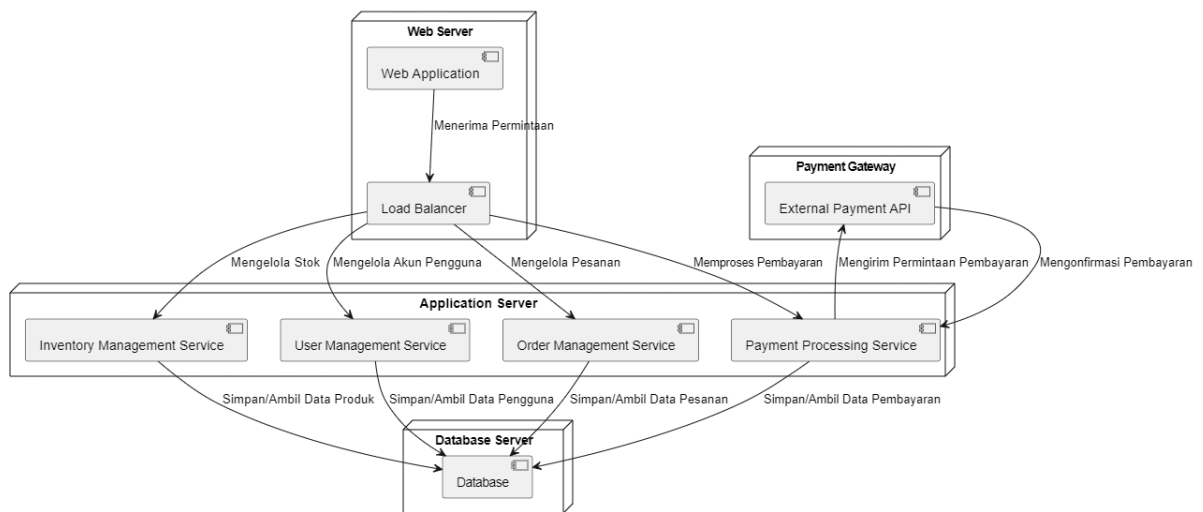 Web Server
Web Application
Menerima Permintaan
Payment Gateway
Load Balancer
External Payment API
Mengelola Stok
Mengelola Akun Pengguna
Mengelola Pesanan
Memproses Pembayaran
Mengirim Permintaan Pembayaran
Mengonfirmasi Pembayaran
Application Server
Inventory Management Service
User Management Service
Order Management Service
Payment Processing Service
Simpan/Ambil Data Produk
Simpan/Ambil Data Pengguna
Simpan/Ambil Data Pesanan
Simpan/Ambil Data Pembayaran
Database Server
Database